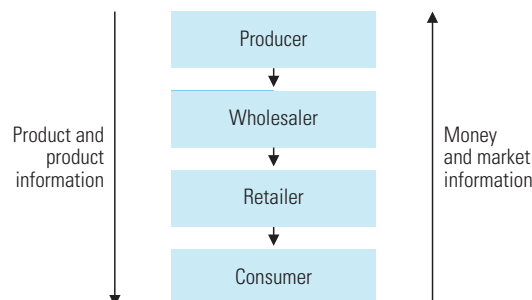 Producer
Wholesaler
Product and
product
information
Money
and market
information
Retailer
Consumer